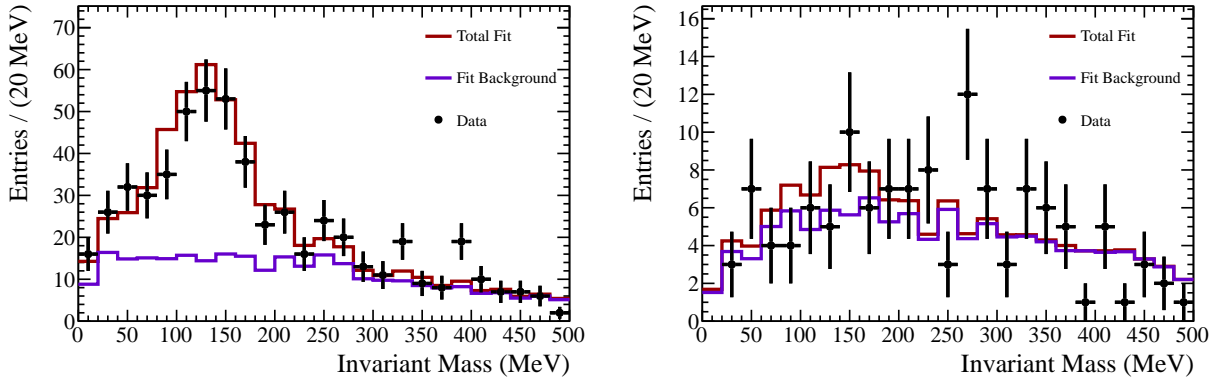 Entries / (20 MeV)
70
60
50
40
30
20
10
0
Total Fit
Fit Background
Data
0 50 100 150 200 250 300 350 400 450 500
Invariant Mass (MeV)
Entries / (20 MeV)
16
14
12
10
8
6
4
2
0
Total Fit
Fit Background
Data
0 50 100 150 200 250 300 350 400 450 500
Invariant Mass (MeV)